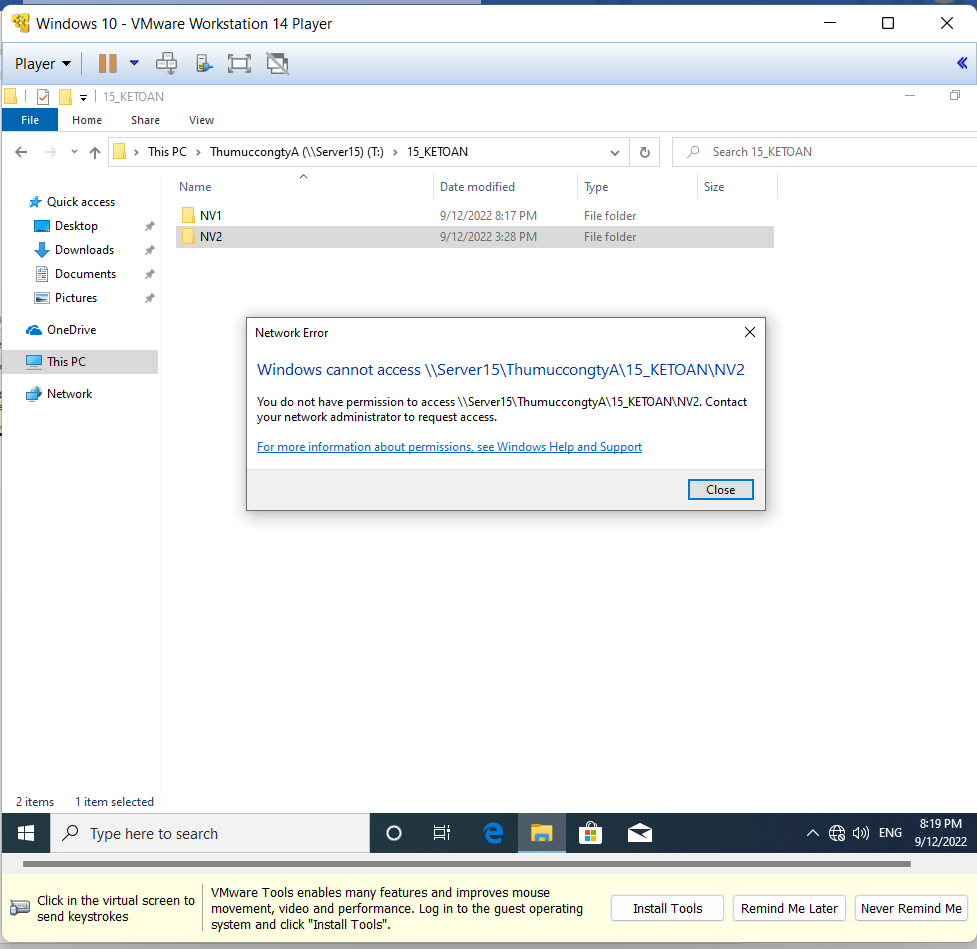 Windows 10 - VMware Workstation 14 Player
Player
15_KETOAN
File Home Share View
This PC ThumuccongtyA (\\Server15) (T:) 15_KETOAN
Search 15_KETOAN
Name Date modified Type Size
Quick access
Desktop
Downloads
Documents
Pictures
OneDrive
This PC
Network
NV1 9/12/2022 8:17 PM File folder
NV2 9/12/2022 3:28 PM File folder
Network Error
Windows cannot access \\Server15\ThumuccongtyA\15_KETOAN\NV2
You do not have permission to access \\Server15\ThumuccongtyA\15_KETOAN\NV2. Contact
your network administrator to request access.
For more information about permissions, see Windows Help and Support
Close
2 items 1 item selected
Type here to search
ENG
8:19 PM
9/12/2022
Click in the virtual screen to
send keystrokes
VMware Tools enables many features and improves mouse
movement, video and performance. Log in to the guest operating
system and click "Install Tools".
Install Tools
Remind Me Later
Never Remind Me